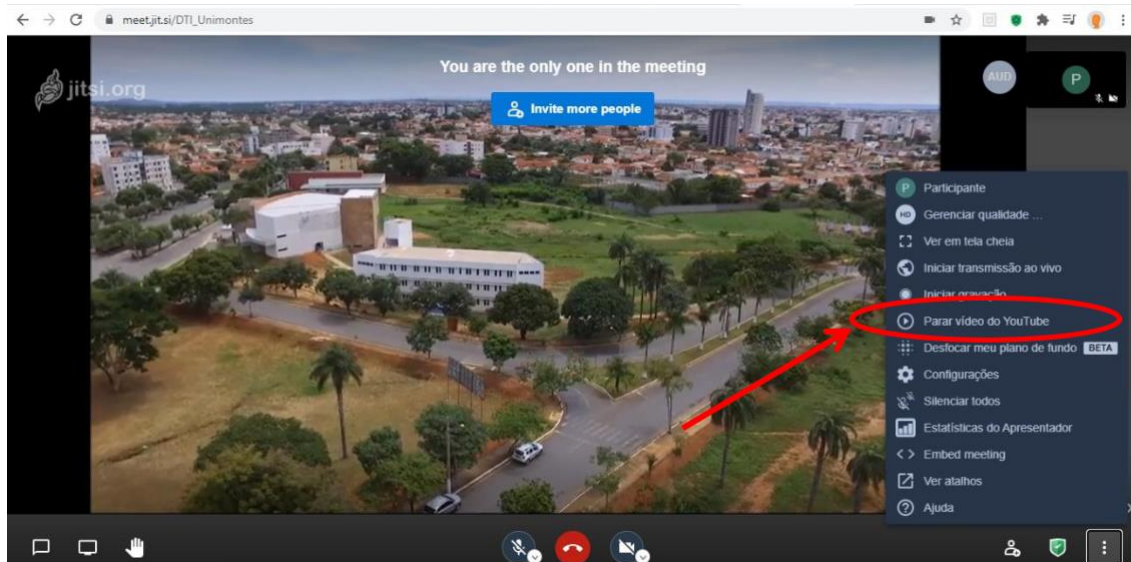 meet.jit.si/DTI_Unimontes
jitsi.org
You are the only one in the meeting
Invite more people
AUD
P
P Participante
HD Gerenciar qualidade ...
Ver em tela cheia
Iniciar transmissão ao vivo
Iniciar gravação
Parar vídeo do YouTube
Desfocar meu plano de fundo BETA
Configurações
Silenciar todos
Estatísticas do Apresentador
Embed meeting
Ver atalhos
Ajuda